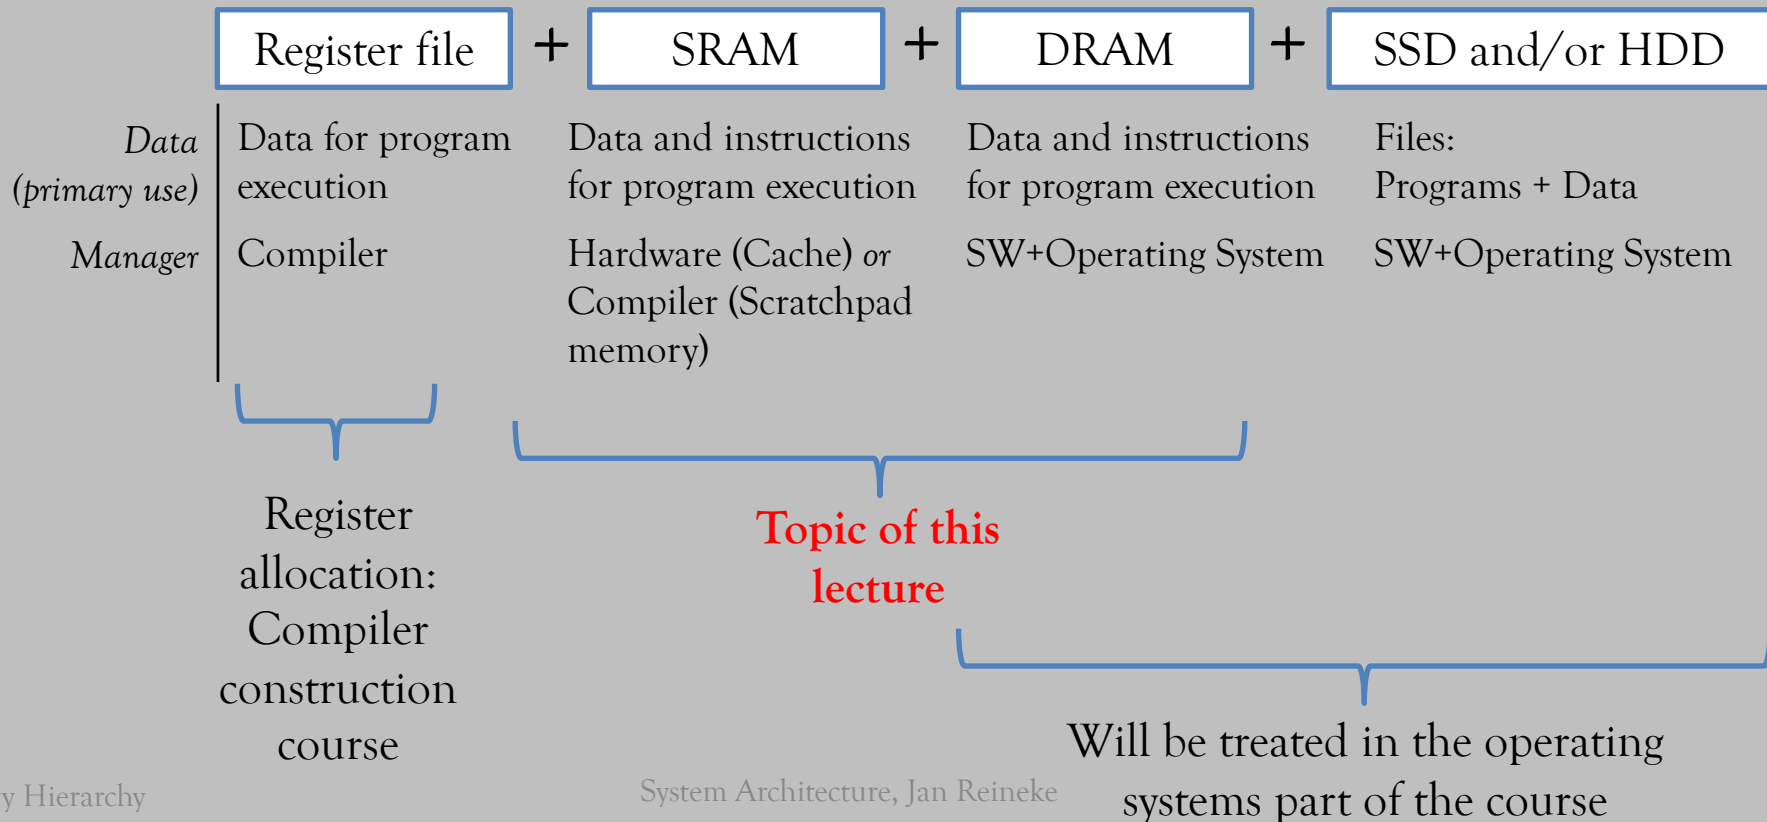 Register file + SRAM + DRAM + SSD and/or HDD
Data
(primary use)
Data for program
execution
Data and instructions
for program execution
Data and instructions
for program execution
Files:
Programs + Data
Manager
Compiler
Hardware (Cache) or
Compiler (Scratchpad
memory)
SW+Operating System
SW+Operating System
Register
allocation:
Compiler
construction
course
Topic of this
lecture
Will be treated in the operating
systems part of the course
y Hierarchy
System Architecture, Jan Reineke